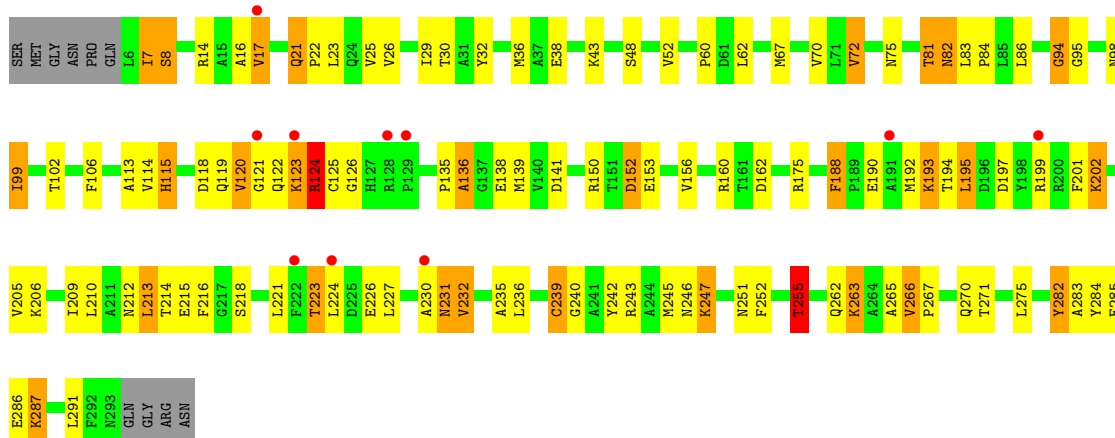 SER MET GLY ASN PRO GLN L6 I7 S8 R14 A15 A16 V17 Q21 P22 L23 Q24 V25 V26 I29 T30 A31 Y32 M36 A37 E38 K43 S48 V52 P60 D61 L62 M67 V70 L71 V72 N75 T81 N82 L83 P84 L85 L86 G94 G95
I99 T102 F106 A113 V114 H115 D118 Q119 V120 G121 Q122 K123 R124 C125 G126 H127 R128 P129 P135 A136 G137 E138 M139 V140 D141 R150 T151 D152 E153 V156 R160 T161 D162 R175 F188 P189 E190 A191 M192 K193 T194 L195 D196 D197 Y198 R199 R200 F201 K202
V205 K206 I209 L210 A211 N212 L213 T214 E215 F216 G217 S218 L221 F222 T223 L224 D225 E226 L227 A230 N231 V232 A235 L236 C239 G240 A241 Y242 R243 A244 M245 N246 K247 N251 F252 T255 Q262 K263 A264 A265 V266 P267 Q270 T271 L275 Y282 A283 Y284
E286 K287 L291 F292 N293 GLN GLY ARG ASN